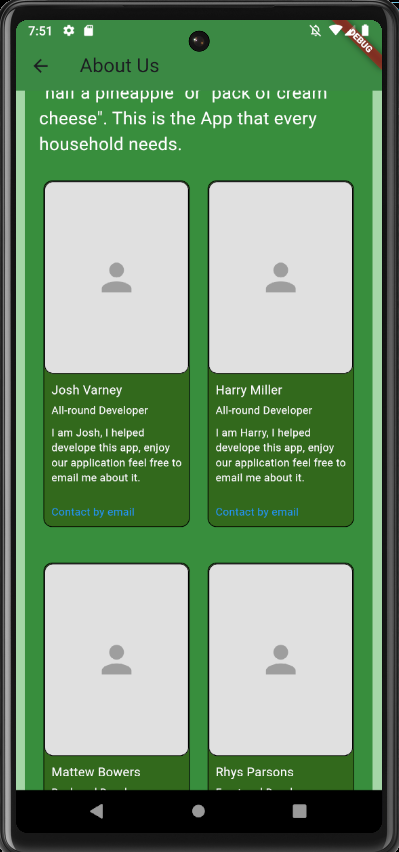 7:51
DEBUG
About Us
"half a pineapple" or "pack of cream
cheese". This is the App that every
household needs.
Josh Varney
All-round Developer
I am Josh, I helped
develope this app, enjoy
our application feel free to
email me about it.
Contact by email
Harry Miller
All-round Developer
I am Harry, I helped
develope this app, enjoy
our application feel free to
email me about it.
Contact by email
Mattew Bowers
Rhys Parsons